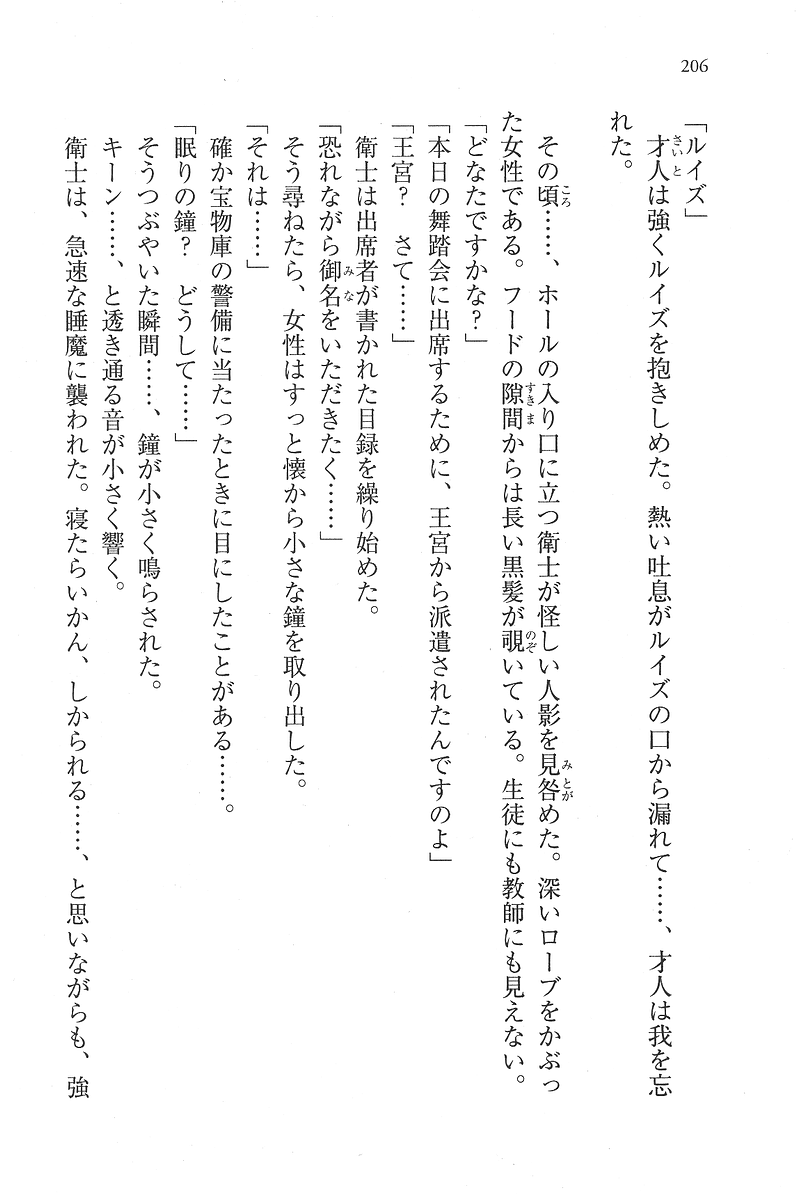 206
「ルイズ」
　才人は強くルイズを抱きしめた。熱い吐息がルイズの口から漏れて……、才人は我を忘
れた。
　その頃……、ホールの入り口に立つ衛士が怪しい人影を見咎めた。深いローブをかぶっ
た女性である。フードの隙間からは長い黒髪が覗いている。生徒にも教師にも見えない。
「どなたですかな？」
「本日の舞踏会に出席するために、王宮から派遣されたんですのよ」
「王宮？　さて……」
　衛士は出席者が書かれた目録を繰り始めた。
「恐れながら御名をいただきたく……」
　そう尋ねたら、女性はすっと懐から小さな鐘を取り出した。
「それは……」
　確か宝物庫の警備に当たったときに目にしたことがある……。
「眠りの鐘？　どうして……」
　そうつぶやいた瞬間……、鐘が小さく鳴らされた。
　キーン……、と透き通る音が小さく響く。
　衛士は、急速な睡魔に襲われた。寝たらいかん、しかられる……、と思いながらも、強